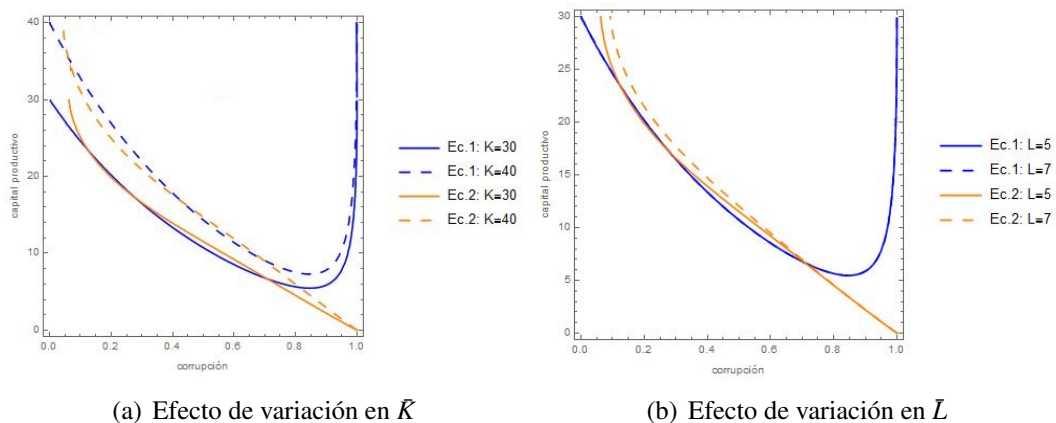 40
30
20
10
0
0.0 0.2 0.4 0.6 0.8 1.0
capital productivo
corrupción
Ec.1: K=30
Ec.1: K=40
Ec.2: K=30
Ec.2: K=40
(a) Efecto de variación en K̄
30
25
20
15
10
5
0
0.0 0.2 0.4 0.6 0.8 1.0
capital productivo
corrupción
Ec.1: L=5
Ec.1: L=7
Ec.2: L=5
Ec.2: L=7
(b) Efecto de variación en L̄